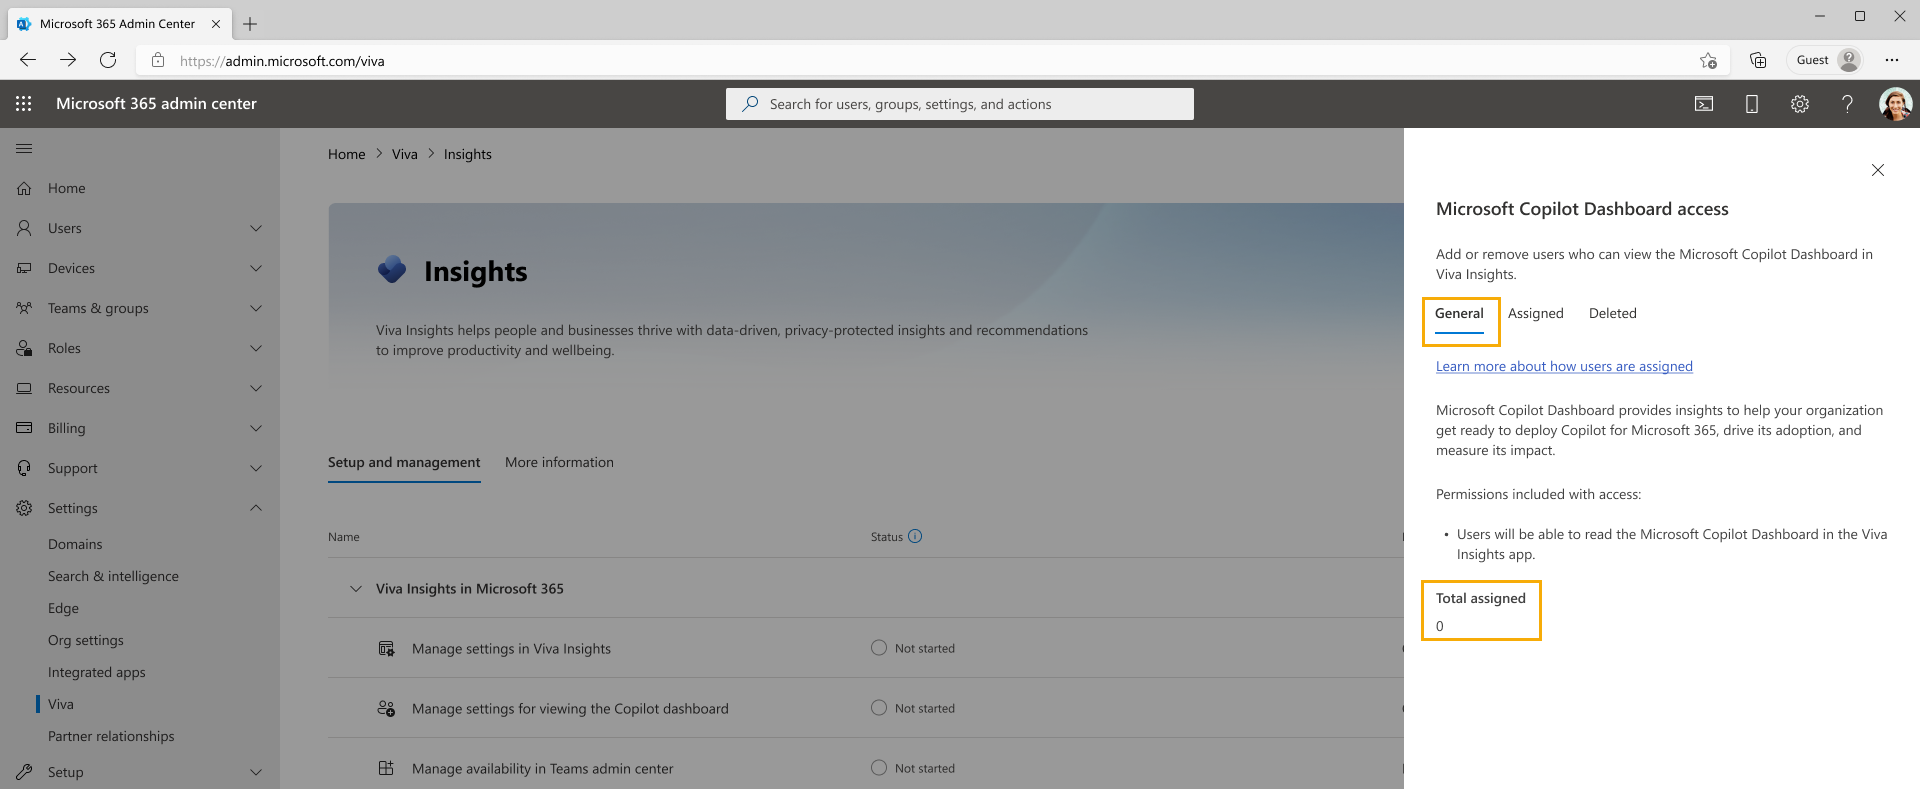 Microsoft 365 Admin Center
https://admin.microsoft.com/viva
Guest
Microsoft 365 admin center
Search for users, groups, settings, and actions
Home
Users
Devices
Teams & groups
Roles
Resources
Billing
Support
Settings
Domains
Search & intelligence
Edge
Org settings
Integrated apps
Viva
Partner relationships
Setup
Home > Viva > Insights
Insights
Viva Insights helps people and businesses thrive with data-driven, privacy-protected insights and recommendations
to improve productivity and wellbeing.
Setup and management More information
Name Status
Viva Insights in Microsoft 365
Manage settings in Viva Insights Not started
Manage settings for viewing the Copilot dashboard Not started
Manage availability in Teams admin center Not started
Microsoft Copilot Dashboard access
Add or remove users who can view the Microsoft Copilot Dashboard in
Viva Insights.
General Assigned Deleted
Learn more about how users are assigned
Microsoft Copilot Dashboard provides insights to help your organization
get ready to deploy Copilot for Microsoft 365, drive its adoption, and
measure its impact.
Permissions included with access:
• Users will be able to read the Microsoft Copilot Dashboard in the Viva
Insights app.
Total assigned
0